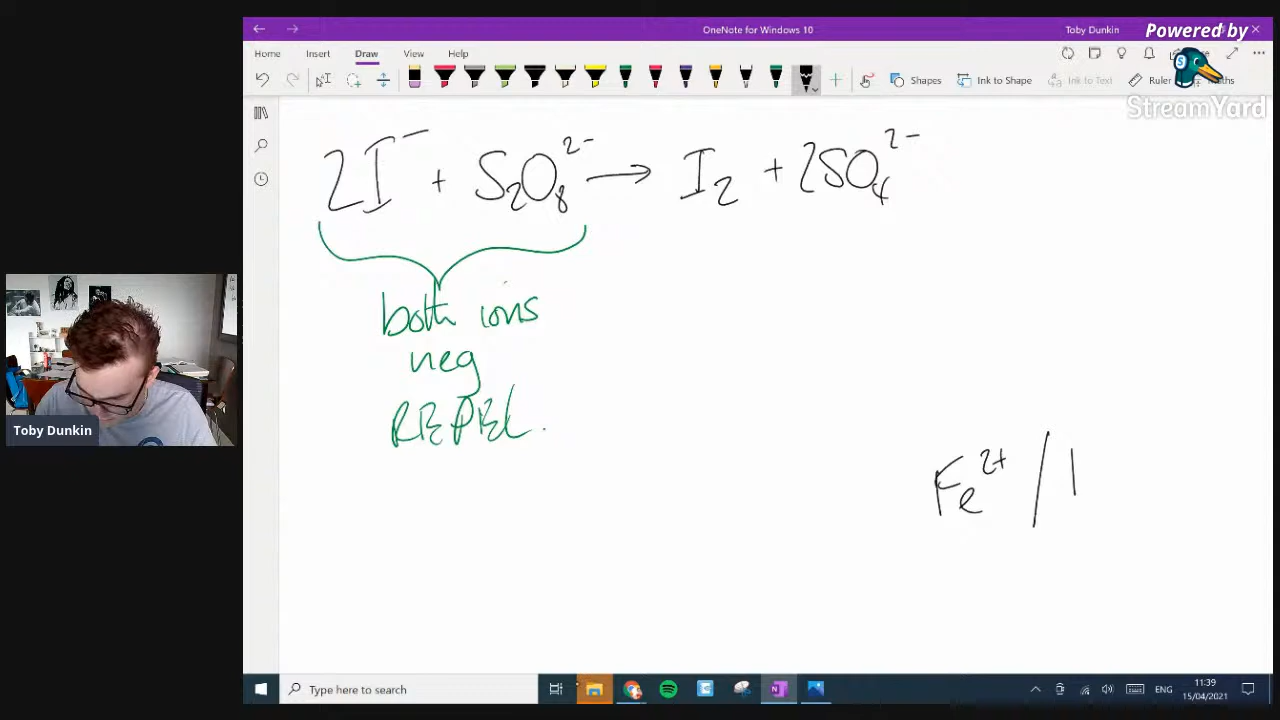 OneNote for Windows 10
Toby Dunkin
Powered by
StreamYard
Home Insert Draw View Help
Shapes Ink to Shape Ink to Text Ruler
2I⁻ + S₂O₈²⁻ → I₂ + 2SO₄²⁻
both ions
neg
REPEL.
Fe²⁺ / I
Toby Dunkin
Type here to search
ENG
11:39
15/04/2021